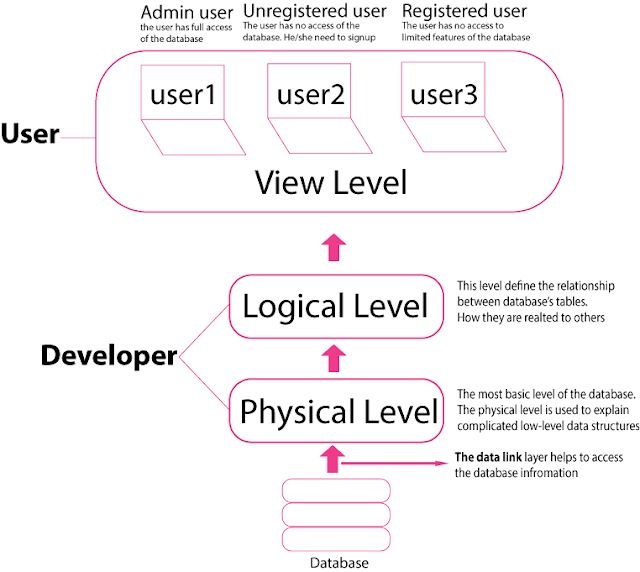 Admin user
the user has full access
of the database
Unregistered user
The user has no access of the
database. He/she need to signup
Registered user
The user has no access to
limited features of the database
user1
user2
user3
User
View Level
Logical Level
This level define the relationship
between database's tables.
How they are realted to others
Developer
Physical Level
The most basic level of the database.
The physical level is used to explain
complicated low-level data structures
The data link layer helps to access
the database infromation
Database